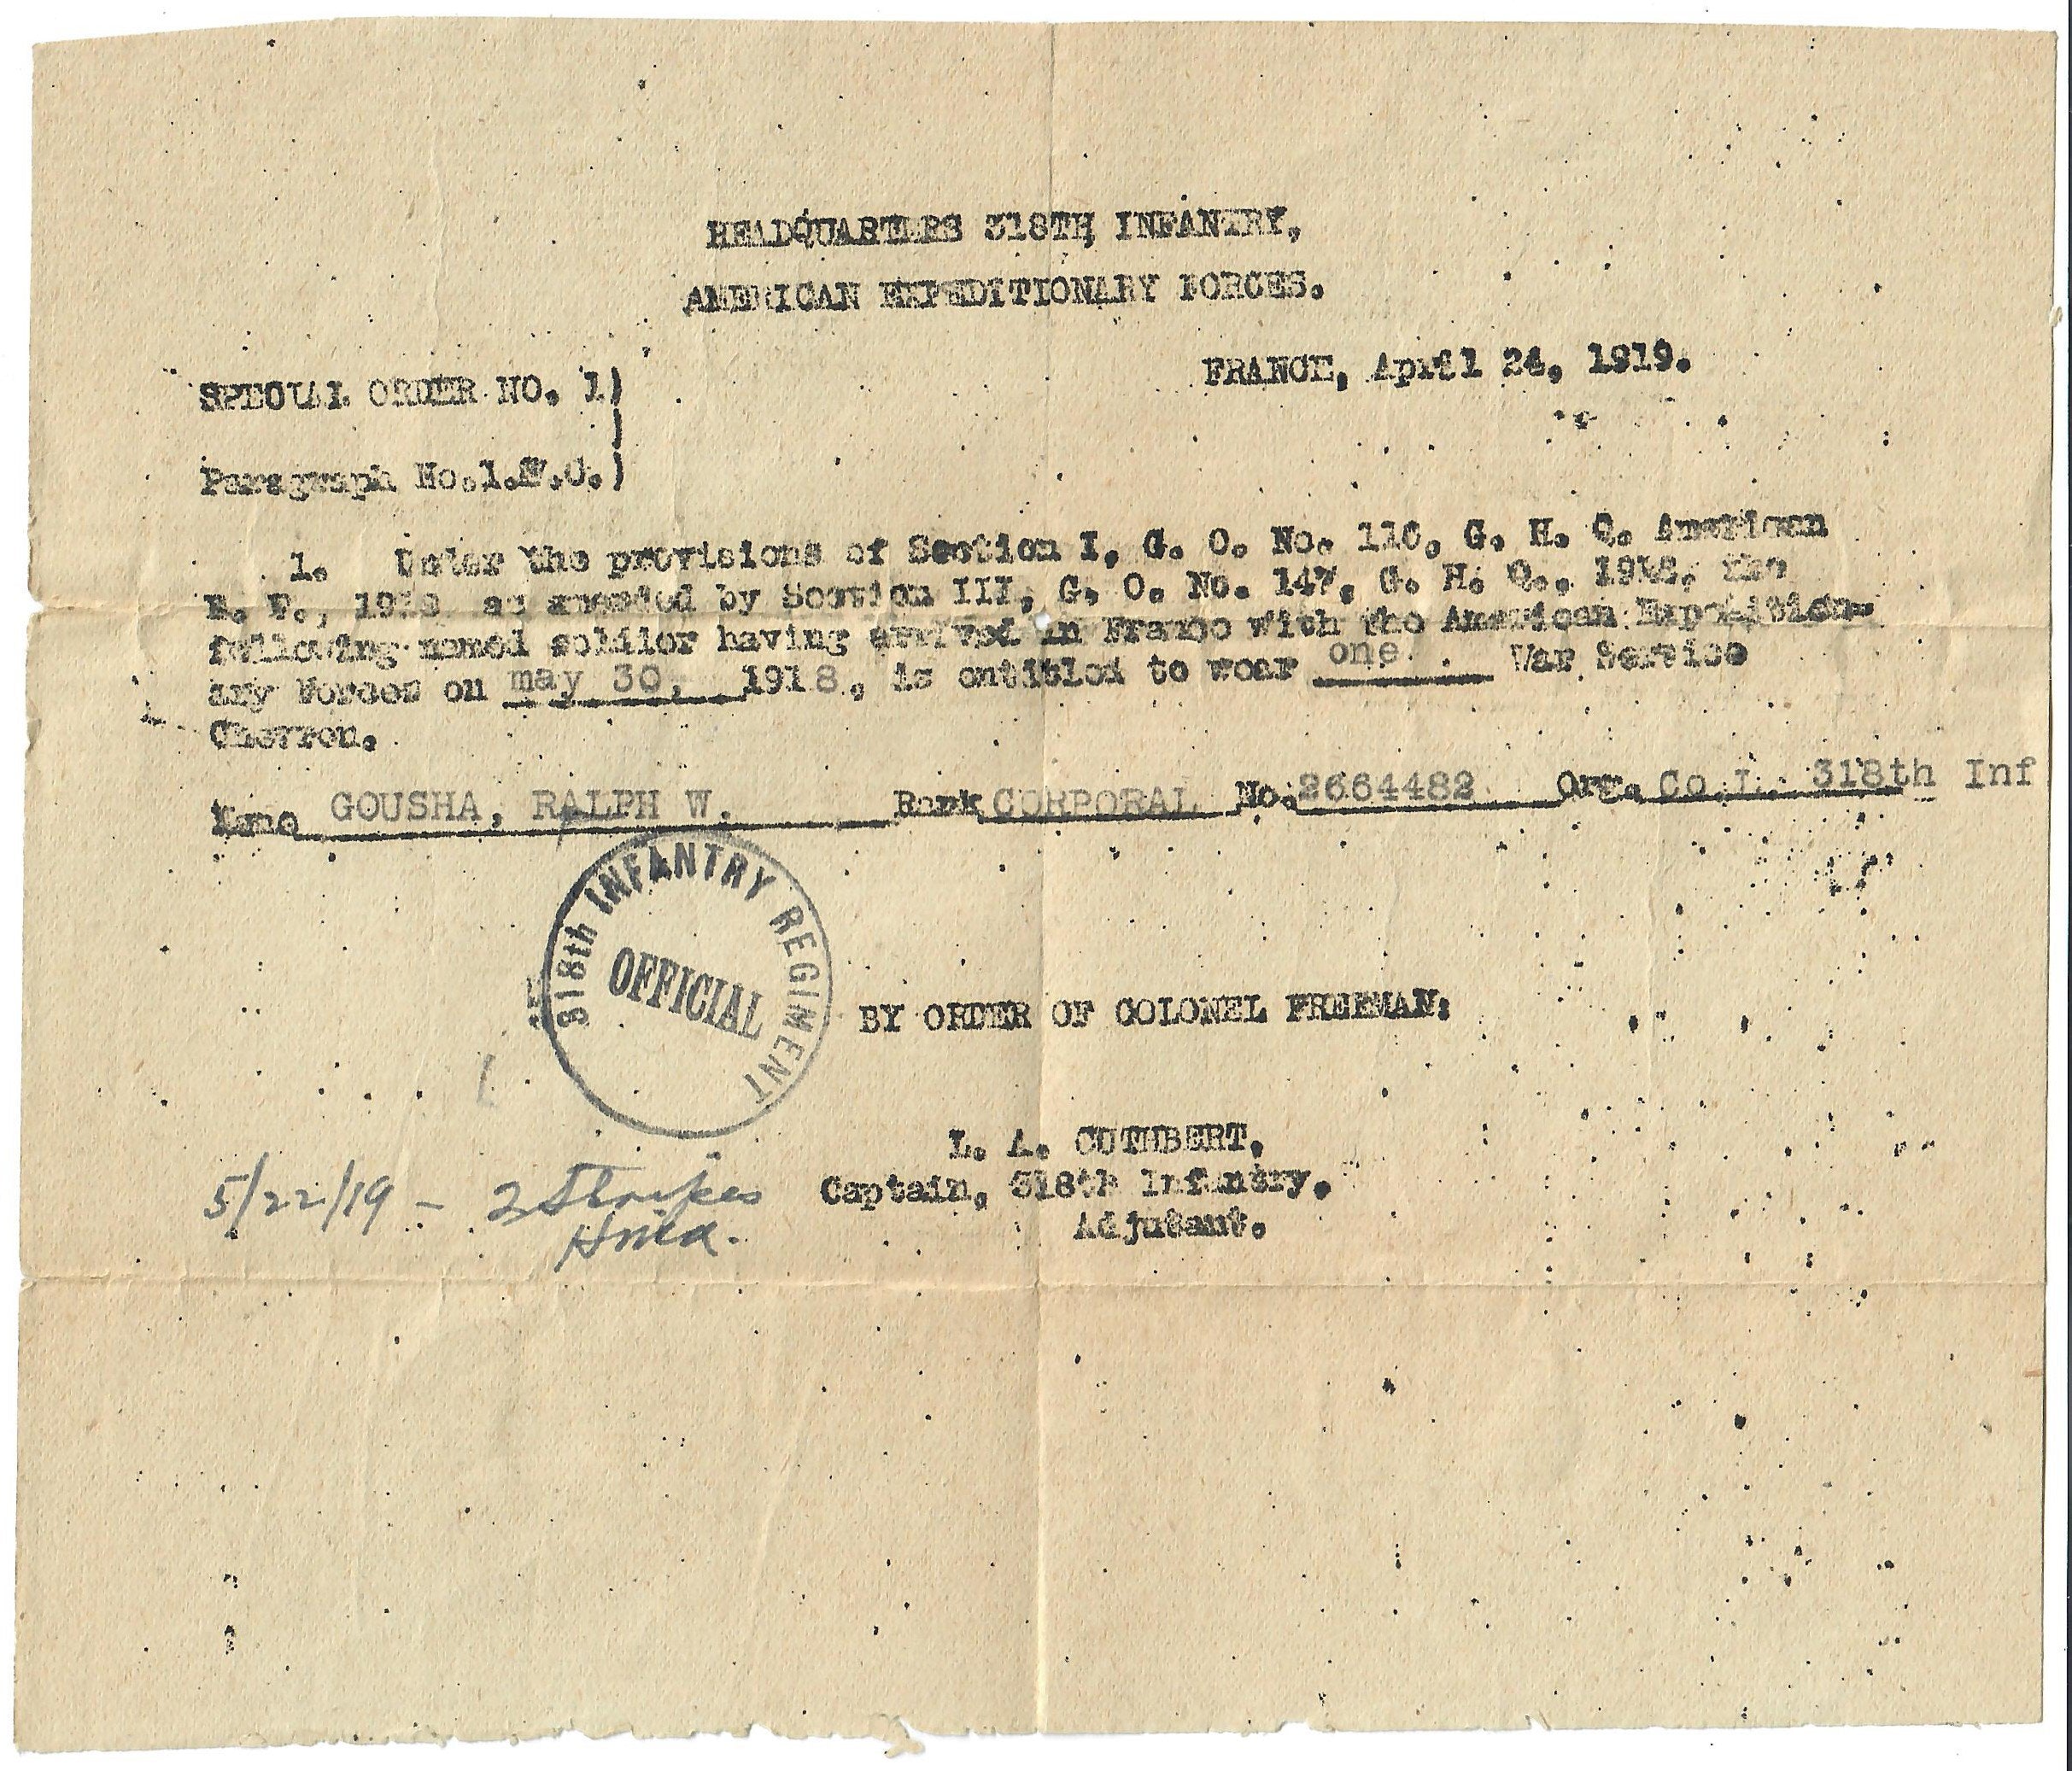 HEADQUARTERS 318TH INFANTRY,
AMERICAN EXPEDITIONARY FORCES.
FRANCE, April 24, 1919.
SPECIAL ORDER NO. 1)
)
Paragraph No.1.W.C.)
1. Under the provisions of Section I, G. O. No. 110, G. H. Q. American
E. F., 1918 as amended by Section III, G. O. No. 147, G. H. Q., 1918, the
following named soldier having arrived in France with the American Expedition-
ary Forces on may 30, 1918, is entitled to wear one War Service
Chevron.
Name GOUSHA, RALPH W. Rank CORPORAL No. 2664482 Org. Co.I. 318th Inf
318th INFANTRY REGIMENT
OFFICIAL
BY ORDER OF COLONEL FREEMAN:
L. A. CUTHBERT,
Captain, 318th Infantry.
Adjutant.
5/22/19 - 2 Stripes